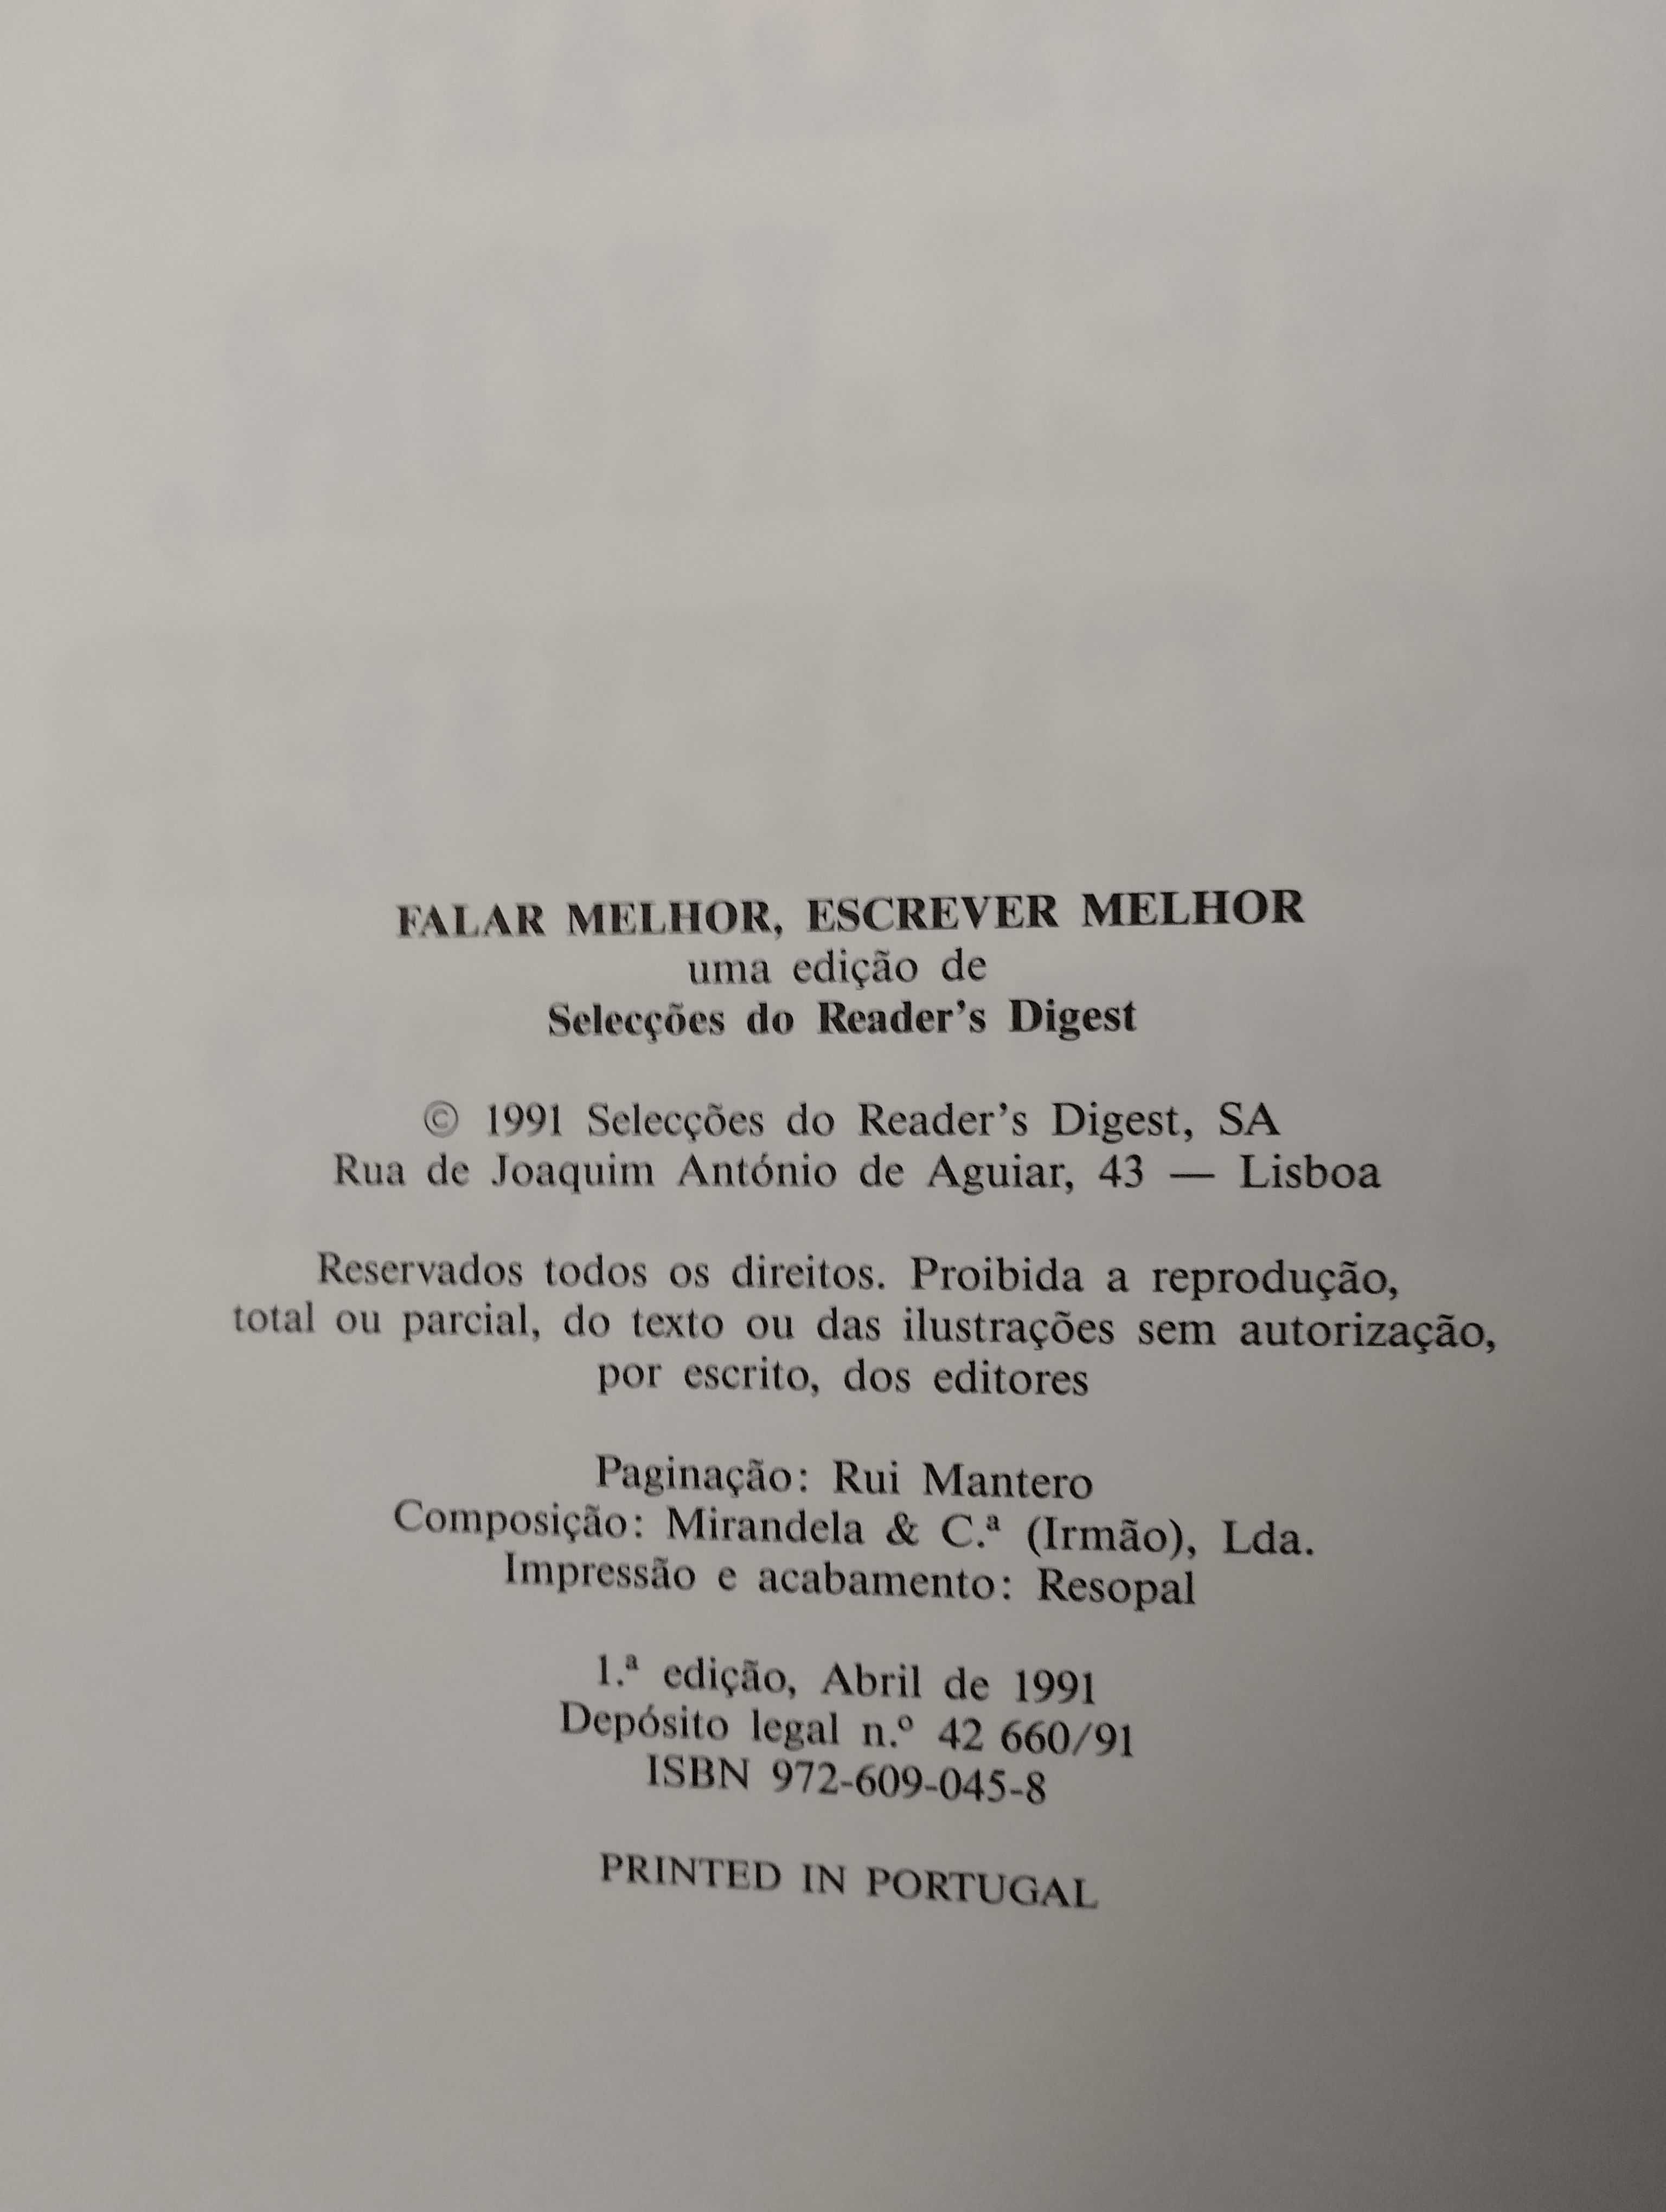 FALAR MELHOR, ESCREVER MELHOR
uma edição de
Selecções do Reader's Digest
© 1991 Selecções do Reader's Digest, SA
Rua de Joaquim António de Aguiar, 43 — Lisboa
Reservados todos os direitos. Proibida a reprodução,
total ou parcial, do texto ou das ilustrações sem autorização,
por escrito, dos editores
Paginação: Rui Mantero
Composição: Mirandela & C.ª (Irmão), Lda.
Impressão e acabamento: Resopal
1.ª edição, Abril de 1991
Depósito legal n.º 42 660/91
ISBN 972-609-045-8
PRINTED IN PORTUGAL